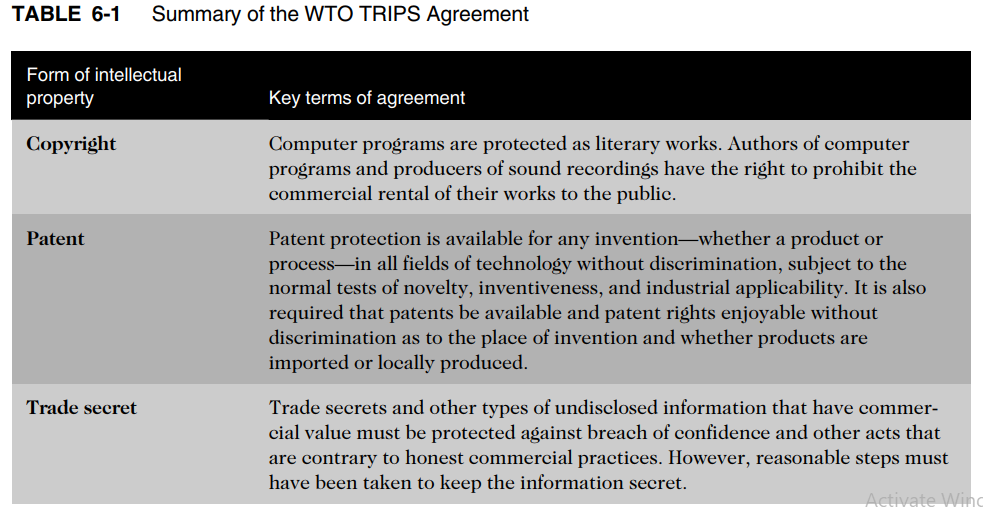 TABLE 6-1 Summary of the WTO TRIPS Agreement
Form of intellectual
property
Key terms of agreement
Copyright
Computer programs are protected as literary works. Authors of computer
programs and producers of sound recordings have the right to prohibit the
commercial rental of their works to the public.
Patent
Patent protection is available for any invention—whether a product or
process—in all fields of technology without discrimination, subject to the
normal tests of novelty, inventiveness, and industrial applicability. It is also
required that patents be available and patent rights enjoyable without
discrimination as to the place of invention and whether products are
imported or locally produced.
Trade secret
Trade secrets and other types of undisclosed information that have commer-
cial value must be protected against breach of confidence and other acts that
are contrary to honest commercial practices. However, reasonable steps must
have been taken to keep the information secret.
Activate Winc